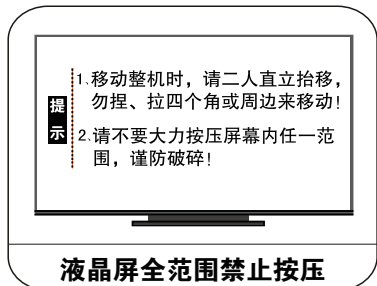 提示
1、移动整机时，请二人直立抬移，
勿捏、拉四个角或周边来移动！
2、请不要大力按压屏幕内任一范
围，谨防破碎！
液晶屏全范围禁止按压